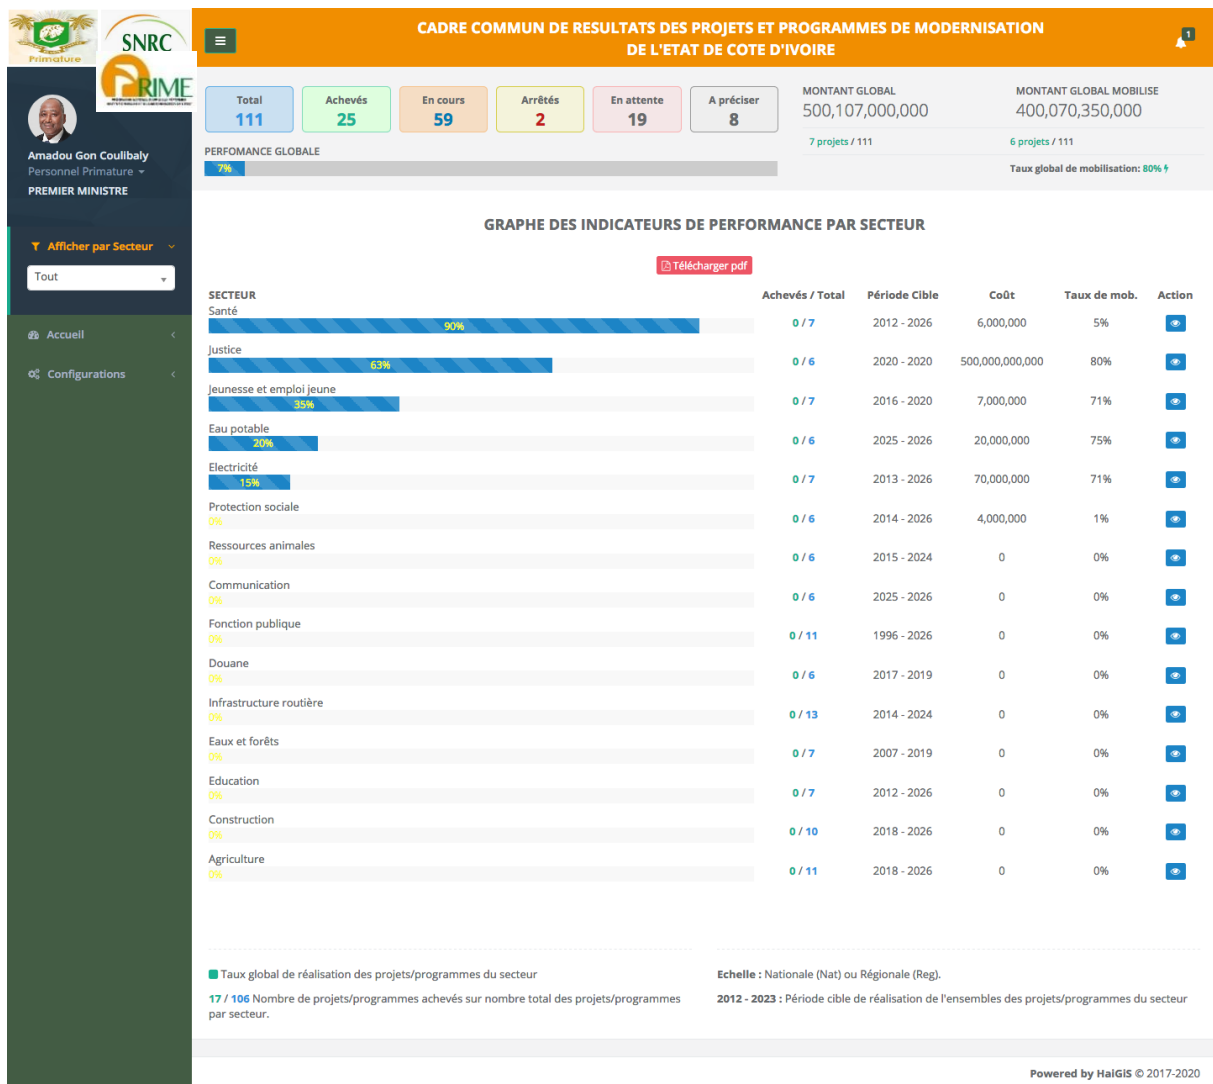 Primature
SNRC
PRIME
CADRE COMMUN DE RESULTATS DES PROJETS ET PROGRAMMES DE MODERNISATION
DE L'ETAT DE COTE D'IVOIRE
1
Amadou Gon Coulibaly
Personnel Primature
PREMIER MINISTRE
Afficher par Secteur
Tout
Accueil
Configurations
Total
111
Achevés
25
En cours
59
Arrêtés
2
En attente
19
A préciser
8
PERFOMANCE GLOBALE
7%
MONTANT GLOBAL
500,107,000,000
7 projets / 111
MONTANT GLOBAL MOBILISE
400,070,350,000
6 projets / 111
Taux global de mobilisation: 80%
GRAPHE DES INDICATEURS DE PERFORMANCE PAR SECTEUR
Télécharger pdf
SECTEUR Achevés / Total Période Cible Coût Taux de mob. Action
Santé
90% 0 / 7 2012 - 2026 6,000,000 5%
Justice
63% 0 / 6 2020 - 2020 500,000,000,000 80%
Jeunesse et emploi jeune
35% 0 / 7 2016 - 2020 7,000,000 71%
Eau potable
20% 0 / 6 2025 - 2026 20,000,000 75%
Electricité
15% 0 / 7 2013 - 2026 70,000,000 71%
Protection sociale
0% 0 / 6 2014 - 2026 4,000,000 1%
Ressources animales
0% 0 / 6 2015 - 2024 0 0%
Communication
0% 0 / 6 2025 - 2026 0 0%
Fonction publique
0% 0 / 11 1996 - 2026 0 0%
Douane
0% 0 / 6 2017 - 2019 0 0%
Infrastructure routière
0% 0 / 13 2014 - 2024 0 0%
Eaux et forêts
0% 0 / 7 2007 - 2019 0 0%
Education
0% 0 / 7 2012 - 2026 0 0%
Construction
0% 0 / 10 2018 - 2026 0 0%
Agriculture
0% 0 / 11 2018 - 2026 0 0%
Taux global de réalisation des projets/programmes du secteur
17 / 106 Nombre de projets/programmes achevés sur nombre total des projets/programmes
par secteur.
Echelle : Nationale (Nat) ou Régionale (Reg).
2012 - 2023 : Période cible de réalisation de l'ensembles des projets/programmes du secteur
Powered by HaiGiS © 2017-2020